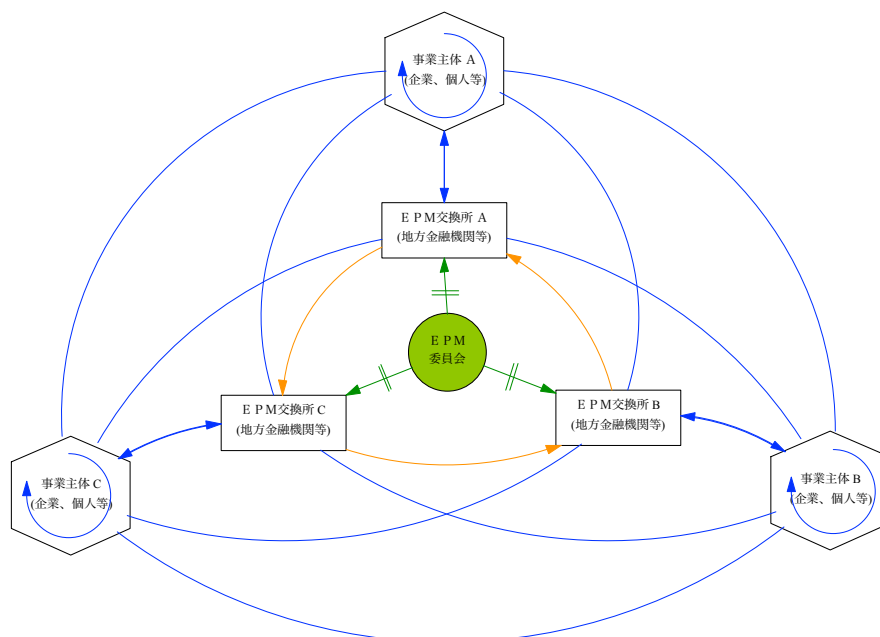 事業主体 A
(企業、個人等)
ＥＰＭ交換所 A
(地方金融機関等)
ＥＰＭ
委員会
ＥＰＭ交換所 C
(地方金融機関等)
ＥＰＭ交換所 B
(地方金融機関等)
事業主体 C
(企業、個人等)
事業主体 B
(企業、個人等)